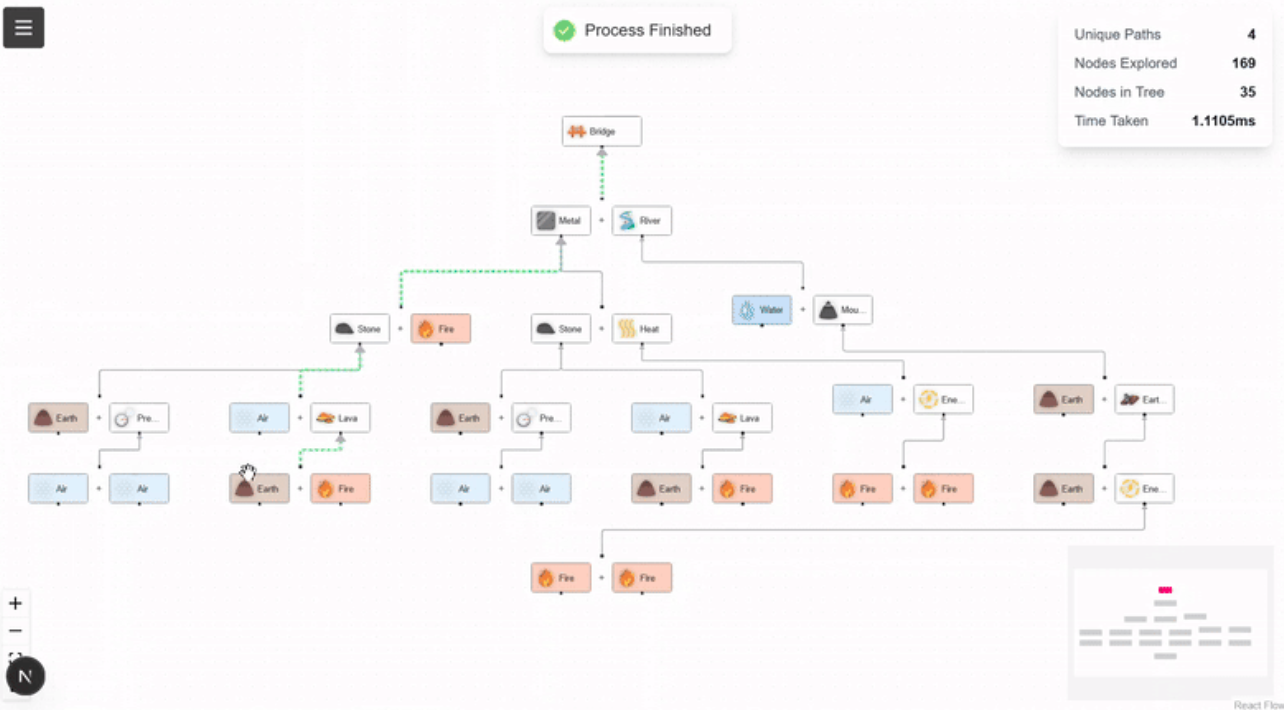 Process Finished
Unique Paths 4
Nodes Explored 169
Nodes in Tree 35
Time Taken 1.1105ms
Bridge
Metal + River
Stone + Fire
Stone + Heat
Water + Mou...
Earth + Pre...
Air + Lava
Earth + Pre...
Air + Lava
Air + Ene...
Earth + Eart...
Air + Air
Earth + Fire
Air + Air
Earth + Fire
Fire + Fire
Earth + Ene...
Fire + Fire
+
−
N
React Flow